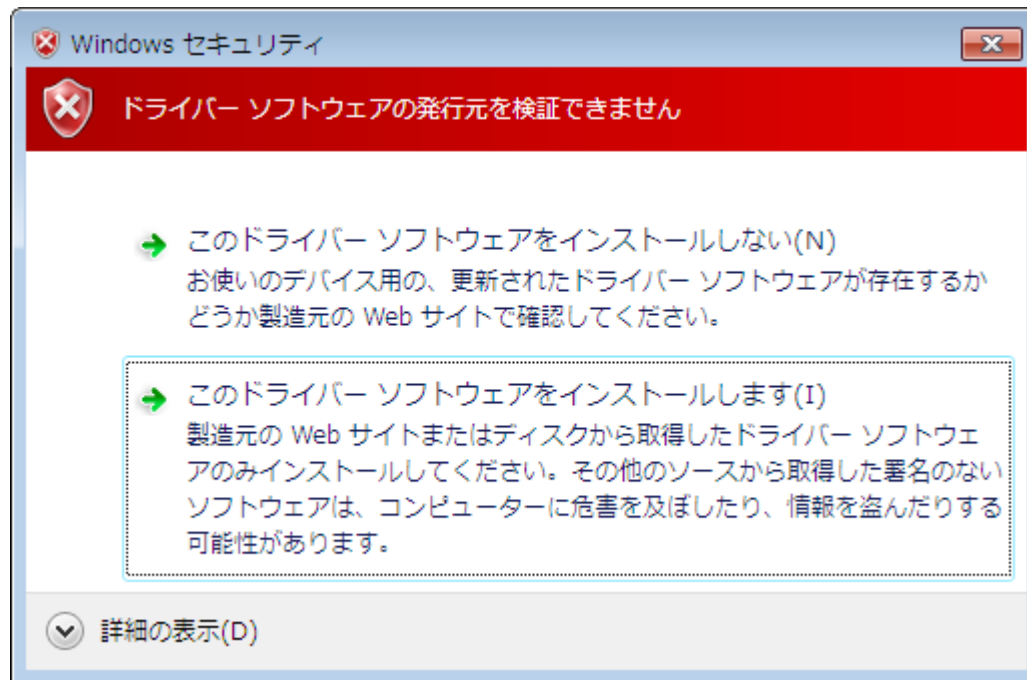 Windows セキュリティ
ドライバー ソフトウェアの発行元を検証できません
このドライバー ソフトウェアをインストールしない(N)
お使いのデバイス用の、更新されたドライバー ソフトウェアが存在するか
どうか製造元の Web サイトで確認してください。
このドライバー ソフトウェアをインストールします(I)
製造元の Web サイトまたはディスクから取得したドライバー ソフトウェ
アのみインストールしてください。その他のソースから取得した署名のない
ソフトウェアは、コンピューターに危害を及ぼしたり、情報を盗んだりする
可能性があります。
詳細の表示(D)